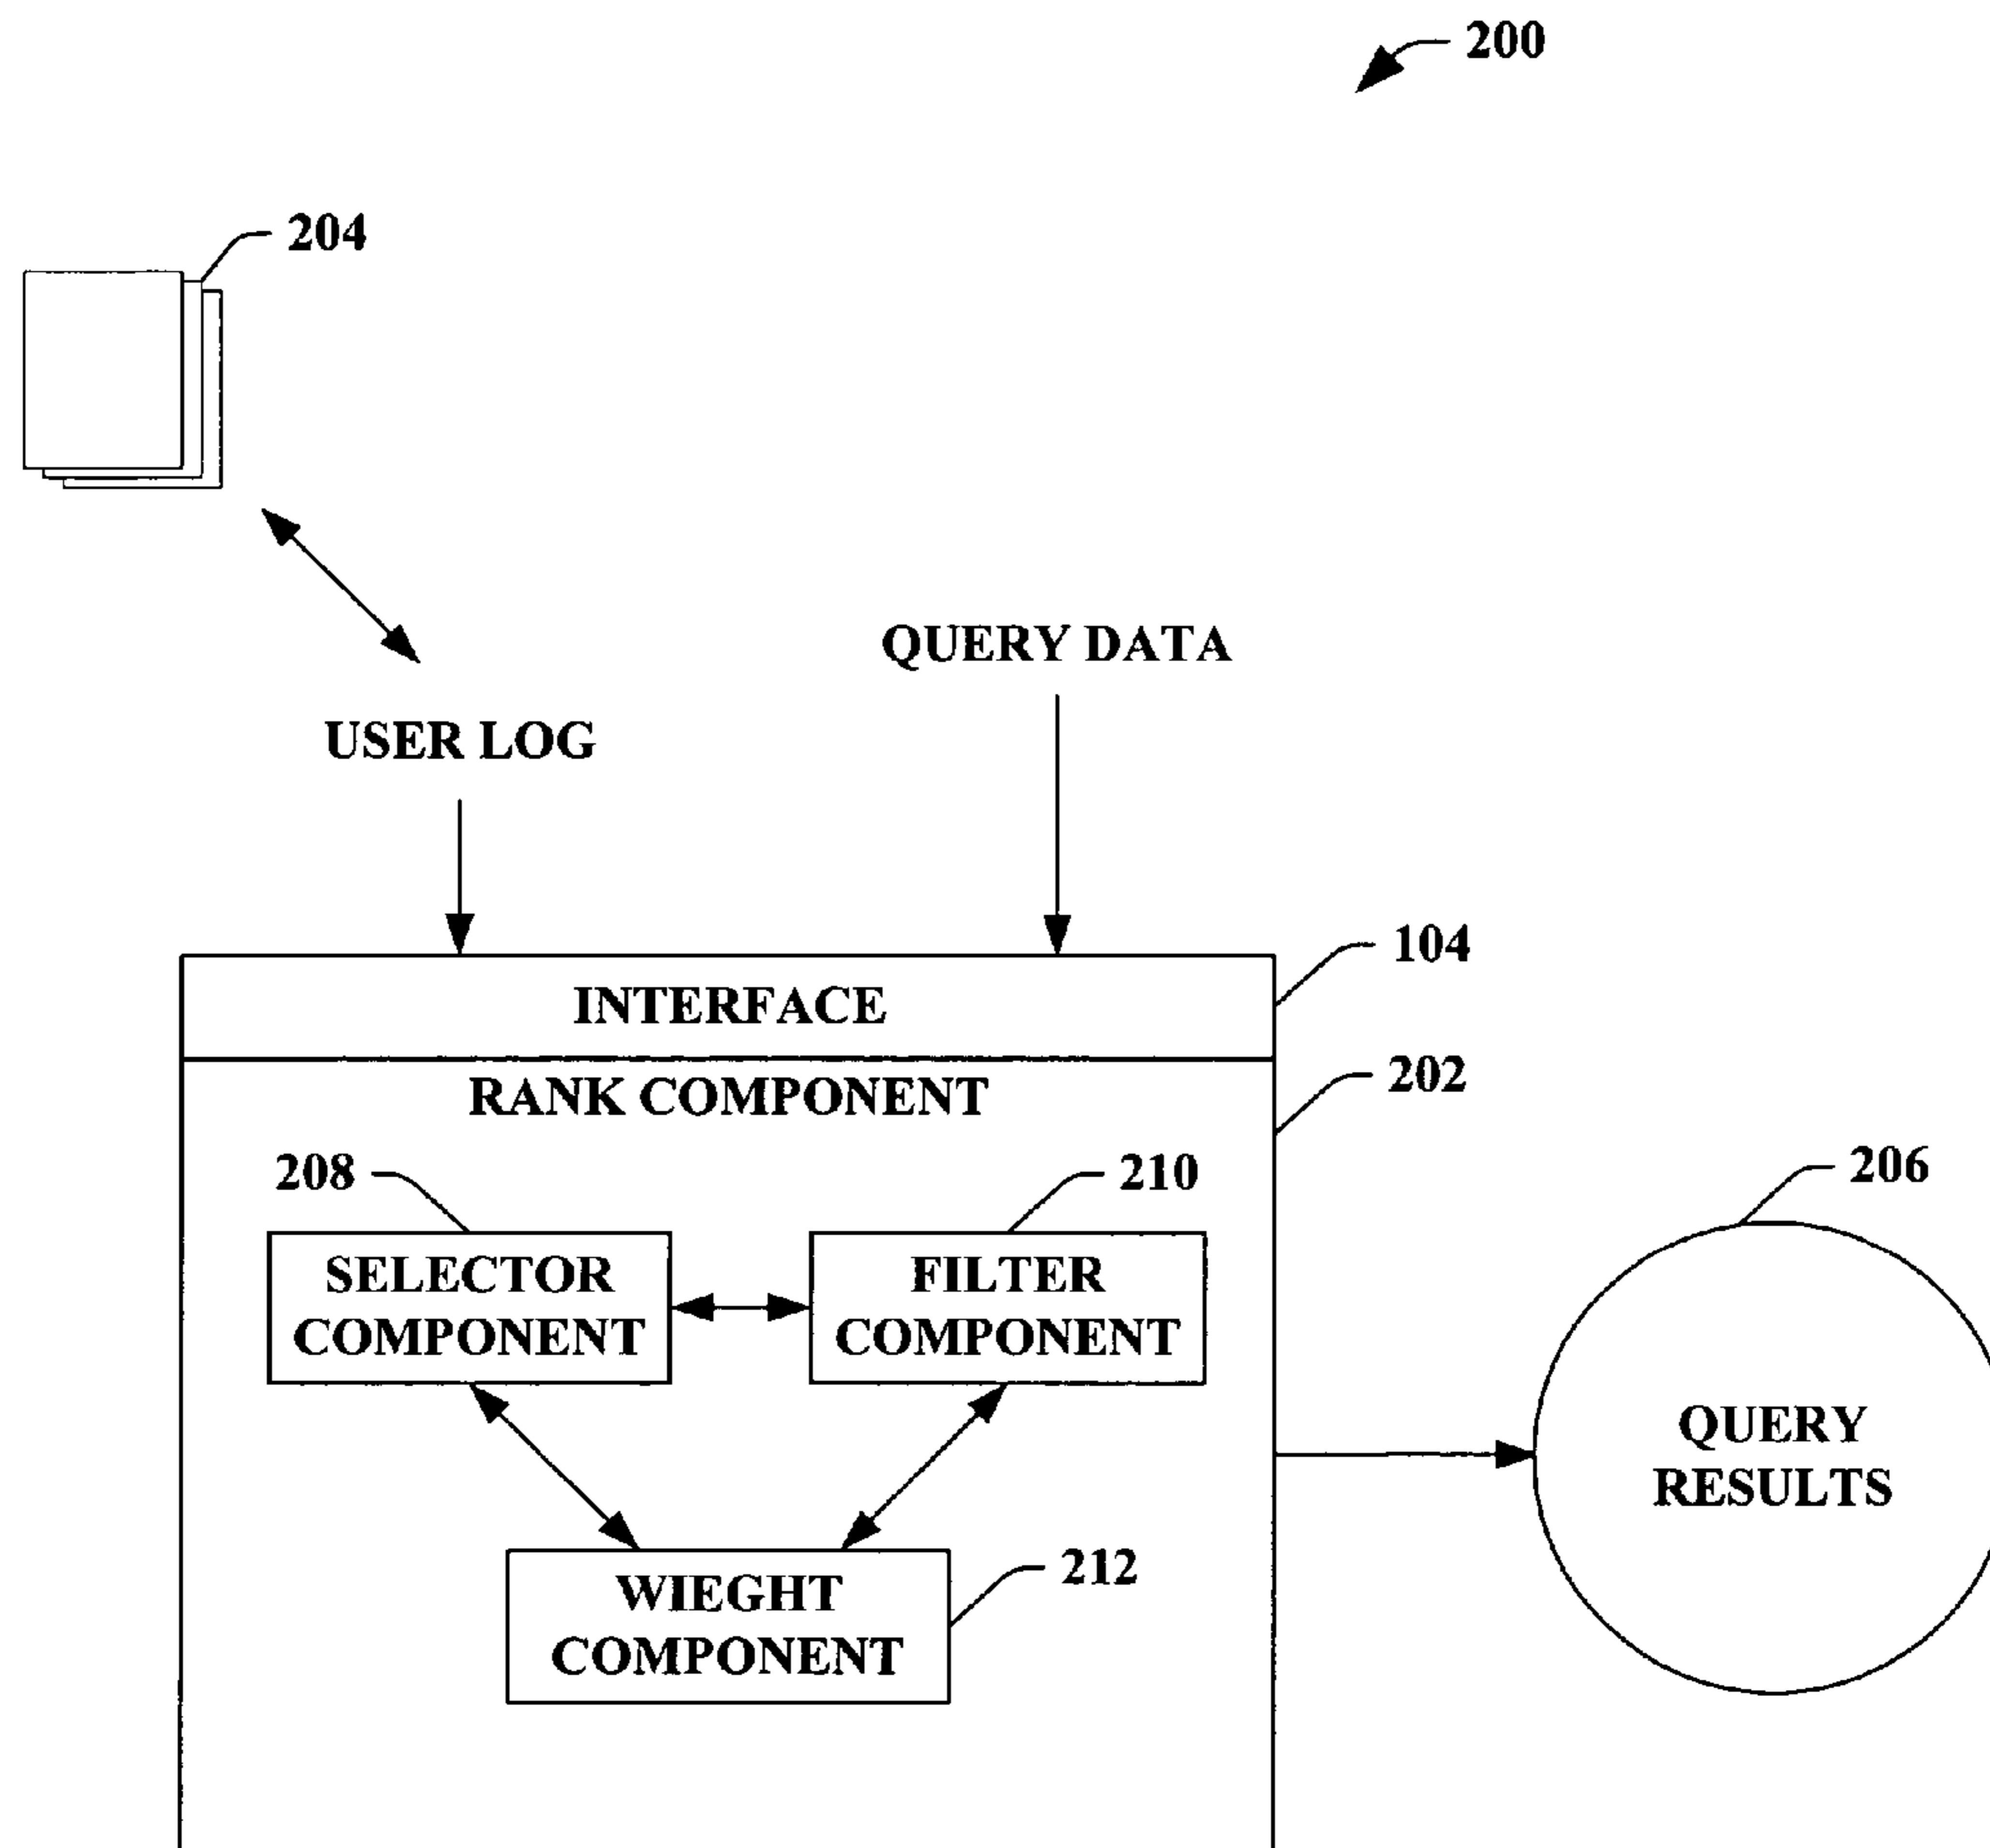 200
204
QUERY DATA
USER LOG
104
INTERFACE
202
RANK COMPONENT
208
210
206
SELECTOR
COMPONENT
FILTER
COMPONENT
QUERY
RESULTS
212
WIEGHT
COMPONENT